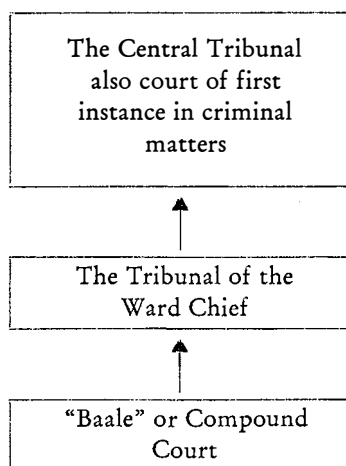 The Central Tribunal
also court of first
instance in criminal
matters
The Tribunal of the
Ward Chief
“Baale” or Compound
Court